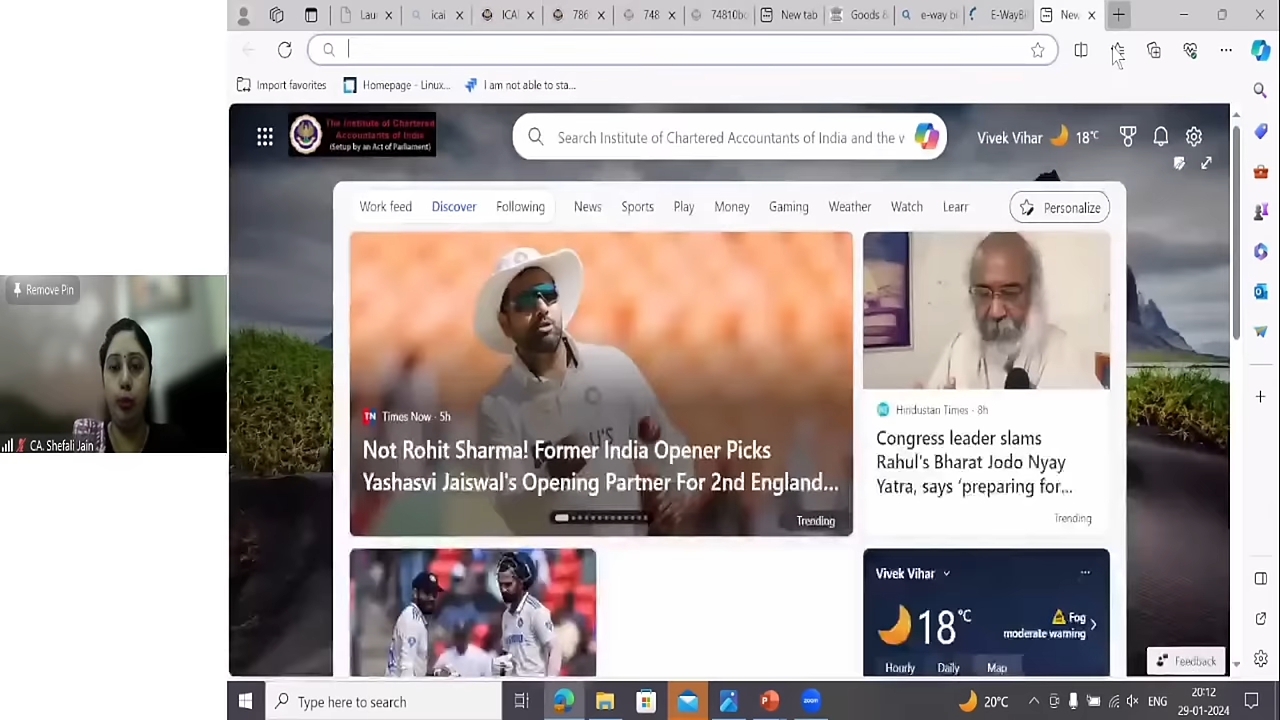 Lau
icai
ICAI
786
748
74810bo
New tab
Goods &
e-way bi
E-WayBi
New
Import favorites
Homepage - Linux...
I am not able to sta...
The Institute of Chartered
Accountants of India
(Setup by an Act of Parliament)
Search Institute of Chartered Accountants of India and the v
Vivek Vihar
18°C
Work feed
Discover
Following
News
Sports
Play
Money
Gaming
Weather
Watch
Learr
Personalize
TN Times Now · 5h
Not Rohit Sharma! Former India Opener Picks
Yashasvi Jaiswal's Opening Partner For 2nd England...
Trending
Hindustan Times · 8h
Congress leader slams
Rahul's Bharat Jodo Nyay
Yatra, says ‘preparing for...
Trending
Remove Pin
CA. Shefali Jain
Vivek Vihar
18°C
Fog
moderate warning
Hourly
Daily
Map
Feedback
Type here to search
20°C
ENG
20:12
29-01-2024